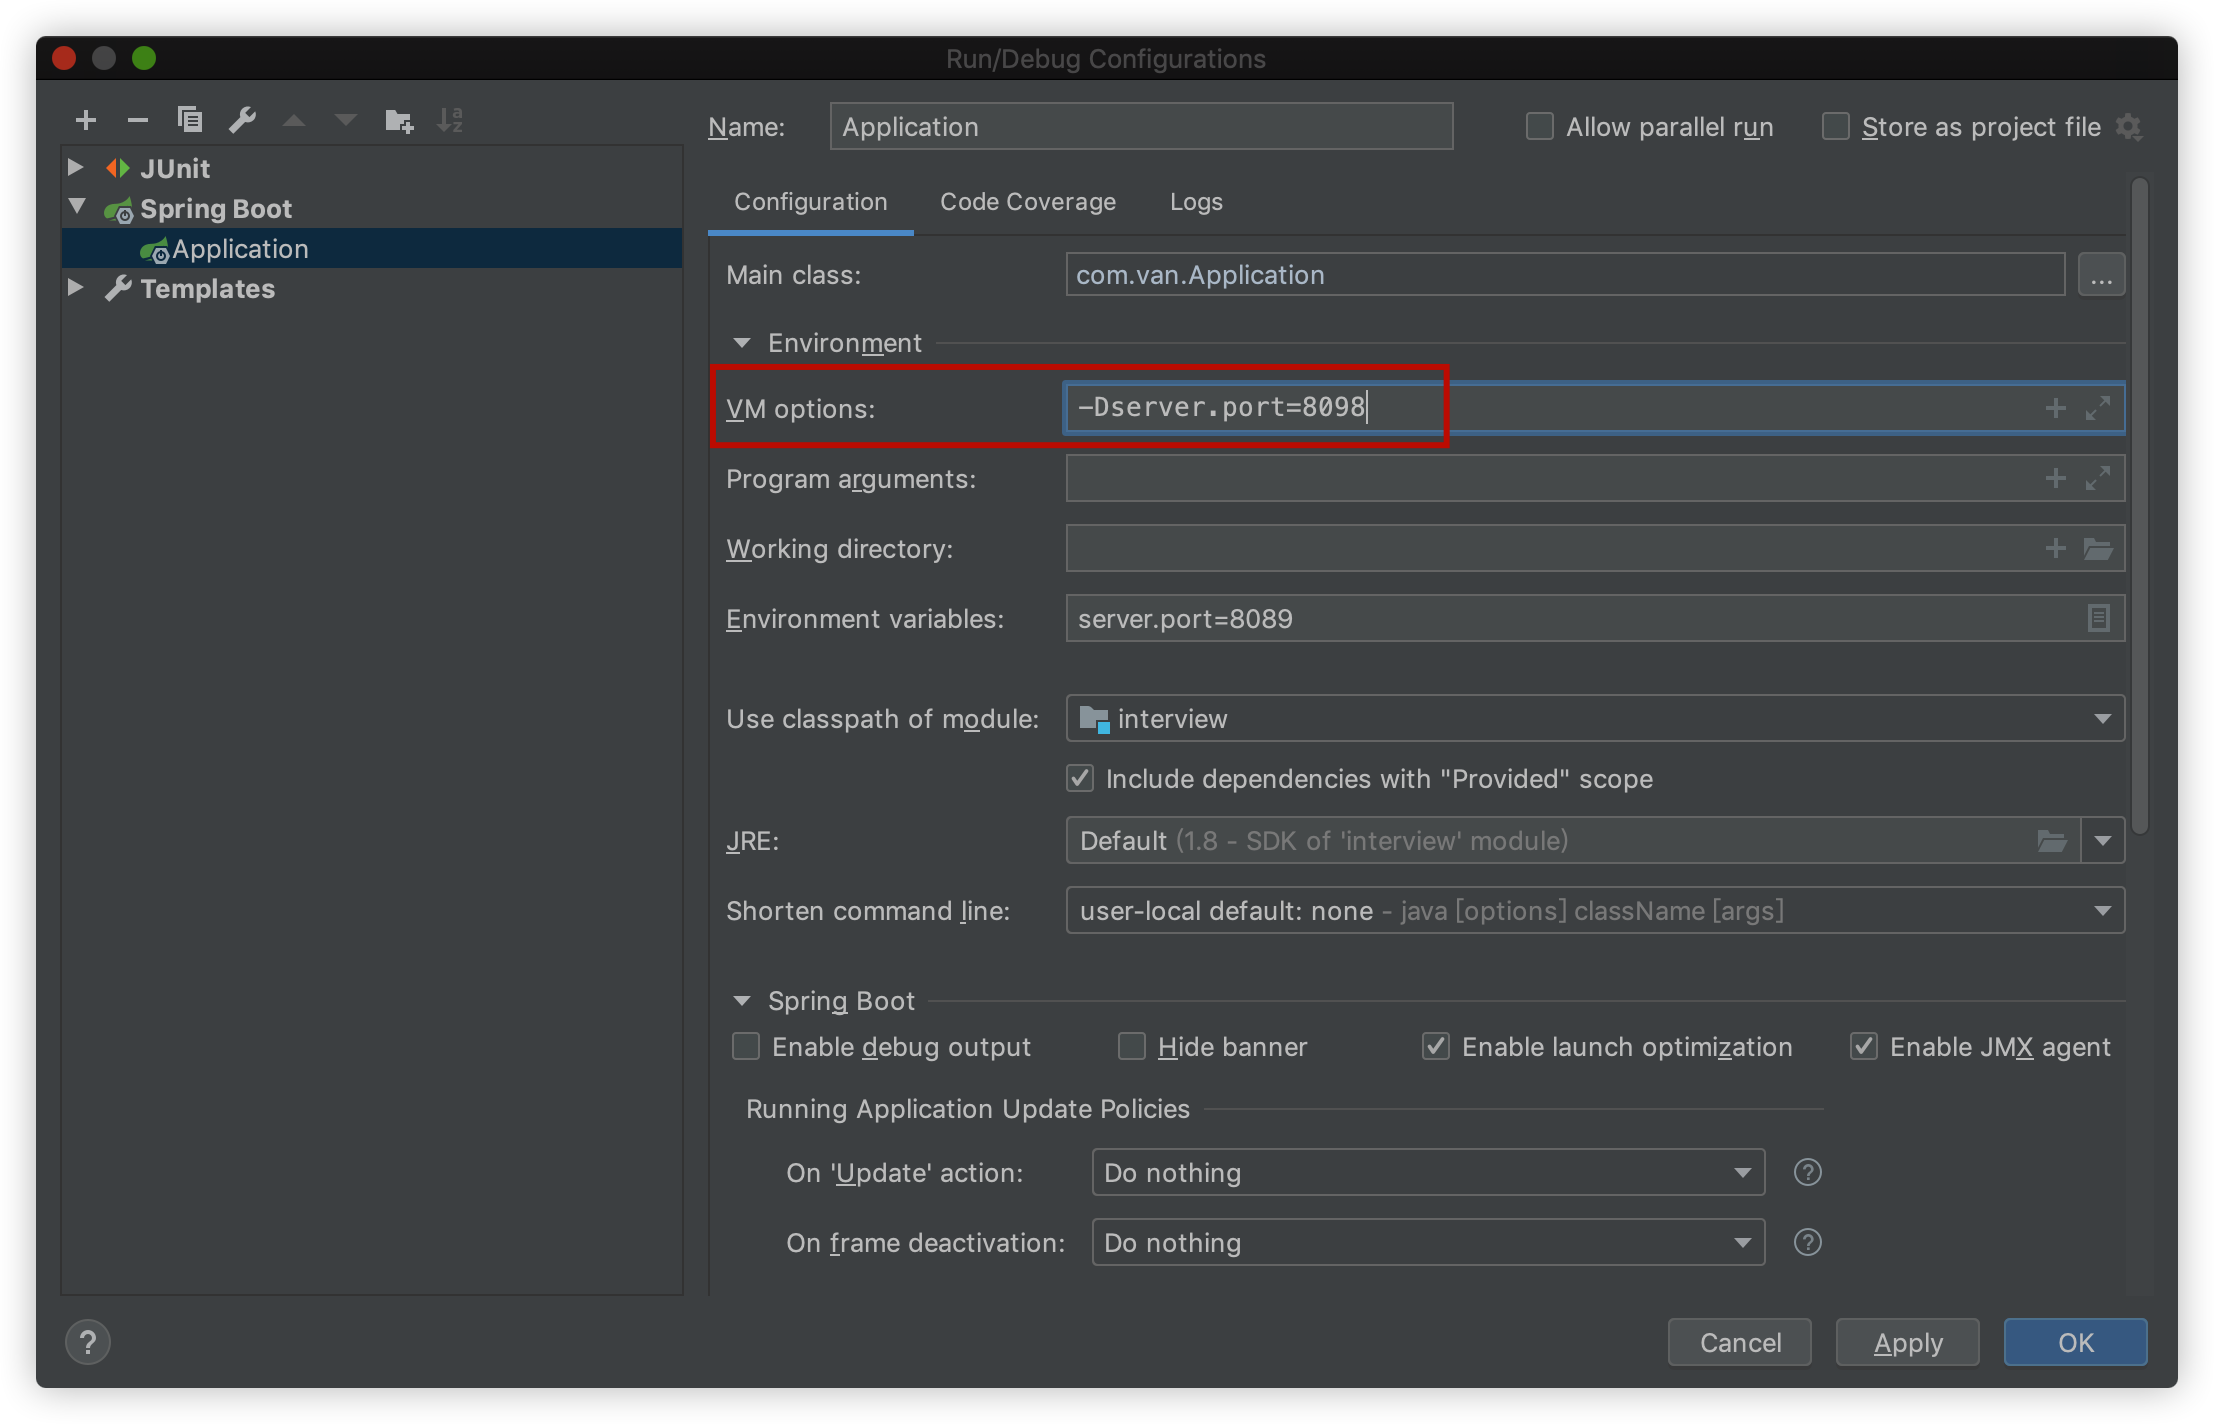 Run/Debug Configurations
JUnit
Spring Boot
Application
Templates
Name:
Application
Allow parallel run
Store as project file
Configuration
Code Coverage
Logs
Main class:
com.van.Application
...
Environment
VM options:
-Dserver.port=8098
Program arguments:
Working directory:
Environment variables:
server.port=8089
Use classpath of module:
interview
Include dependencies with "Provided" scope
JRE:
Default (1.8 - SDK of 'interview' module)
Shorten command line:
user-local default: none - java [options] className [args]
Spring Boot
Enable debug output
Hide banner
Enable launch optimization
Enable JMX agent
Running Application Update Policies
On 'Update' action:
Do nothing
?
On frame deactivation:
Do nothing
?
?
Cancel
Apply
OK